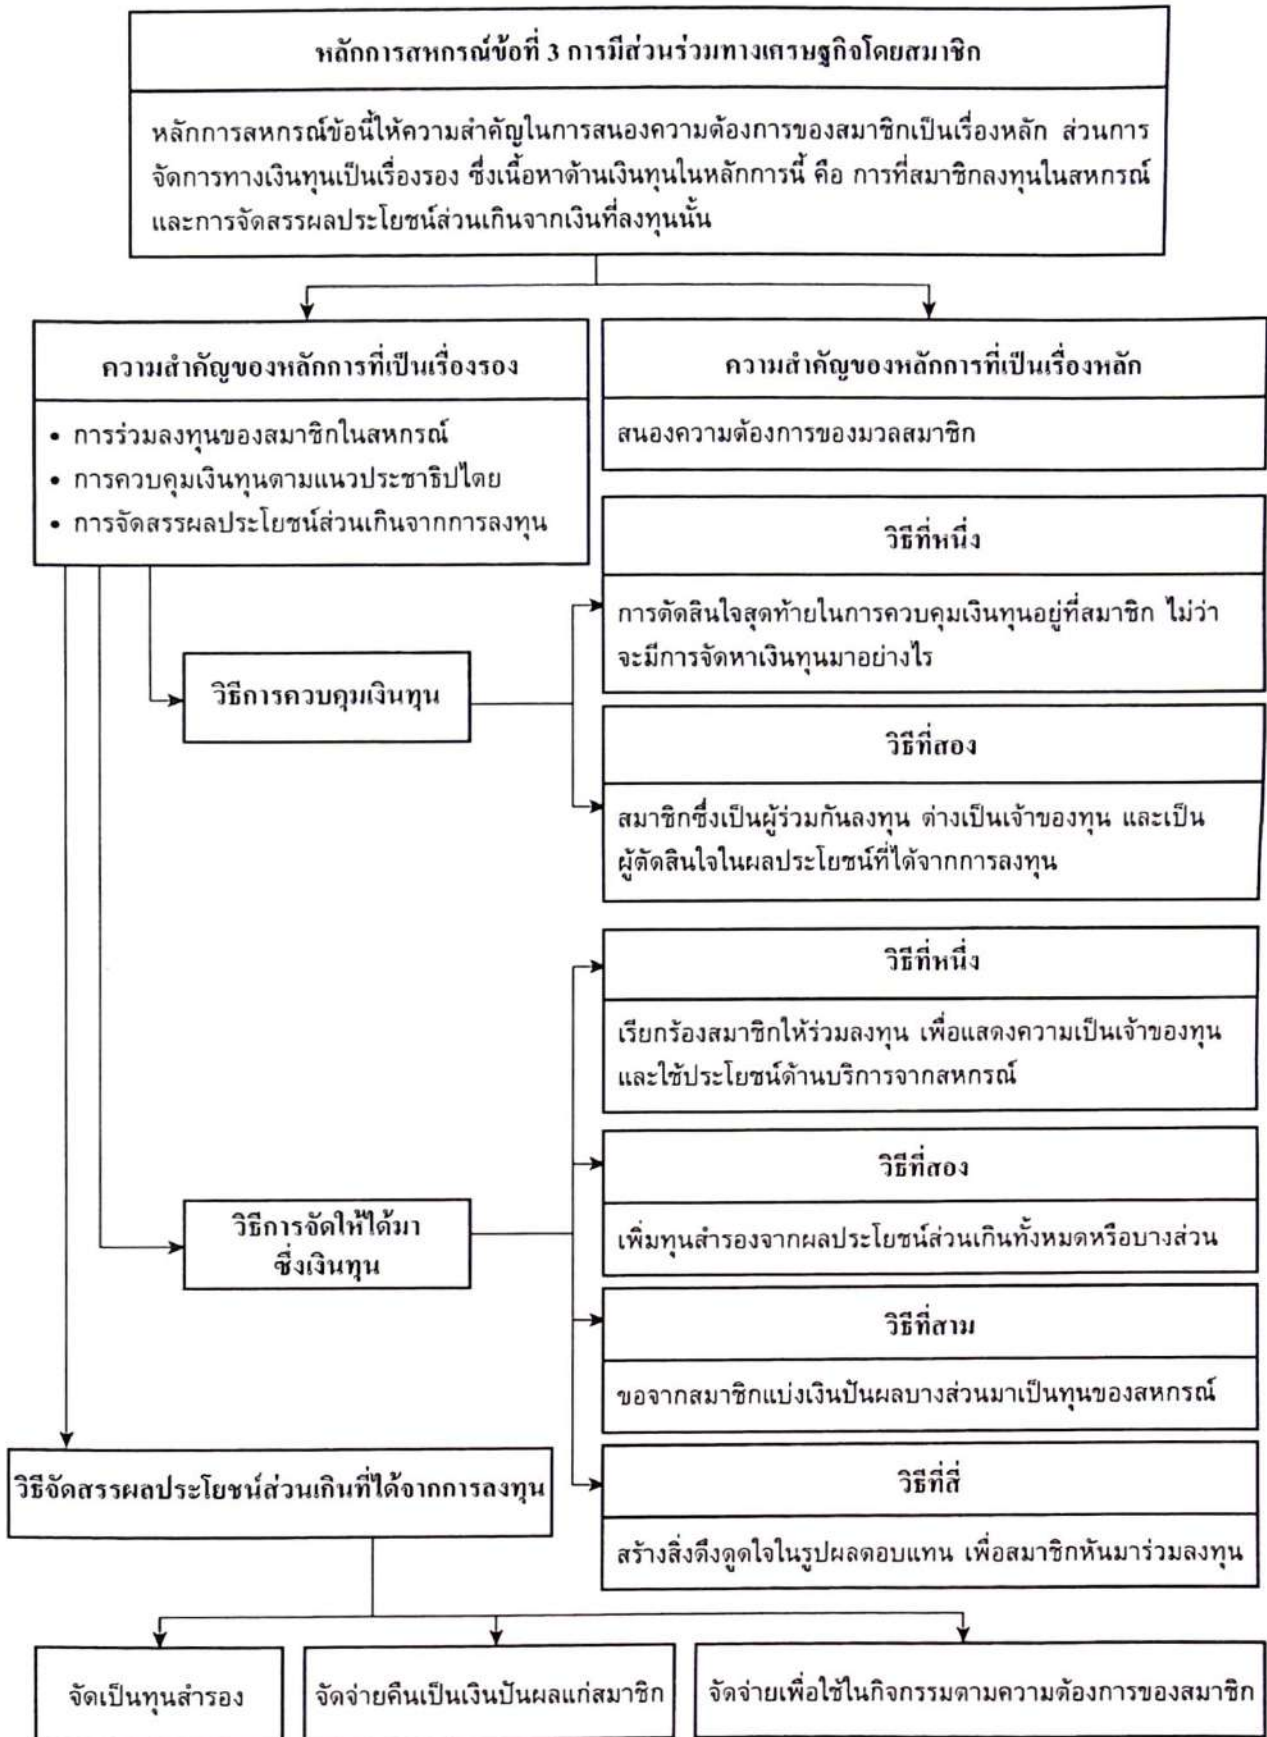 หลักการสหกรณ์ข้อที่ 3 การมีส่วนร่วมทางเศรษฐกิจโดยสมาชิก
หลักการสหกรณ์ข้อนี้ให้ความสำคัญในการสนองความต้องการของสมาชิกเป็นเรื่องหลัก ส่วนการ
จัดการทางเงินทุนเป็นเรื่องรอง ซึ่งเนื้อหาด้านเงินทุนในหลักการนี้ คือ การที่สมาชิกลงทุนในสหกรณ์
และการจัดสรรผลประโยชน์ส่วนเกินจากเงินที่ลงทุนนั้น
ความสำคัญของหลักการที่เป็นเรื่องรอง
• การร่วมลงทุนของสมาชิกในสหกรณ์
• การควบคุมเงินทุนตามแนวประชาธิปไตย
• การจัดสรรผลประโยชน์ส่วนเกินจากการลงทุน
ความสำคัญของหลักการที่เป็นเรื่องหลัก
สนองความต้องการของมวลสมาชิก
วิธีการควบคุมเงินทุน
วิธีที่หนึ่ง
การตัดสินใจสุดท้ายในการควบคุมเงินทุนอยู่ที่สมาชิก ไม่ว่า
จะมีการจัดหาเงินทุนมาอย่างไร
วิธีที่สอง
สมาชิกซึ่งเป็นผู้ร่วมกันลงทุน ต่างเป็นเจ้าของทุน และเป็น
ผู้ตัดสินใจในผลประโยชน์ที่ได้จากการลงทุน
วิธีการจัดให้ได้มา
ซึ่งเงินทุน
วิธีที่หนึ่ง
เรียกร้องสมาชิกให้ร่วมลงทุน เพื่อแสดงความเป็นเจ้าของทุน
และใช้ประโยชน์ด้านบริการจากสหกรณ์
วิธีที่สอง
เพิ่มทุนสำรองจากผลประโยชน์ส่วนเกินทั้งหมดหรือบางส่วน
วิธีที่สาม
ขอจากสมาชิกแบ่งเงินปันผลบางส่วนมาเป็นทุนของสหกรณ์
วิธีที่สี่
สร้างสิ่งดึงดูดใจในรูปผลตอบแทน เพื่อสมาชิกหันมาร่วมลงทุน
วิธีจัดสรรผลประโยชน์ส่วนเกินที่ได้จากการลงทุน
จัดเป็นทุนสำรอง
จัดจ่ายคืนเป็นเงินปันผลแก่สมาชิก
จัดจ่ายเพื่อใช้ในกิจกรรมตามความต้องการของสมาชิก